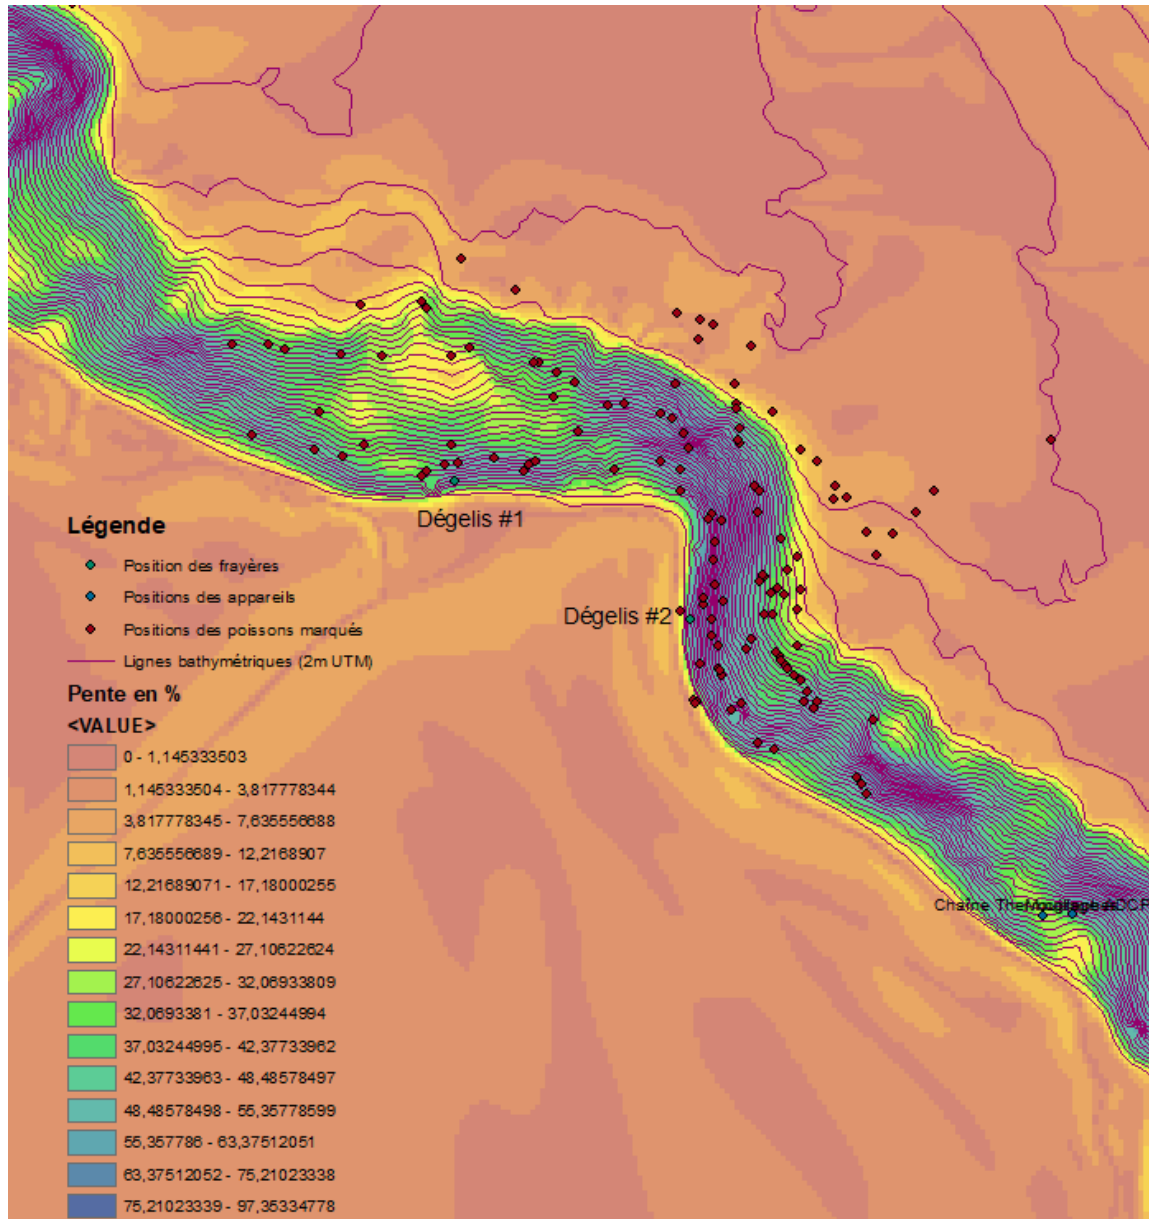 Dégelis #1
Légende
Position des frayères
Positions des appareils
Dégelis #2
Positions des poissons marqués
Lignes bathymétriques (2m UTM)
Pente en %
<VALUE>
0 - 1,145333503
1,145333504 - 3,817778344
3,817778345 - 7,635556688
7,635556689 - 12,2168907
12,21689071 - 17,18000255
17,18000256 - 22,1431144
22,14311441 - 27,10622624
27,10622625 - 32,06933809
32,0693381 - 37,03244994
37,03244995 - 42,37733962
42,37733963 - 48,48578497
48,48578498 - 55,35778599
55,357786 - 63,37512051
63,37512052 - 75,21023338
75,21023339 - 97,35334778
Chaîne